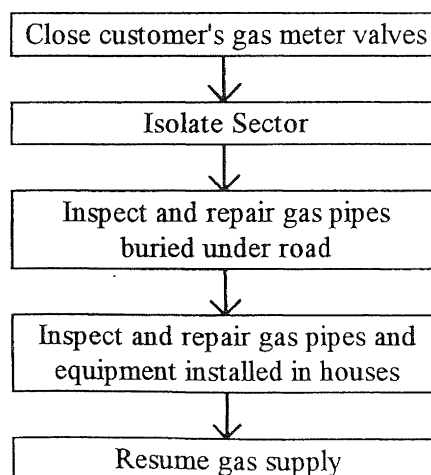 Close customer's gas meter valves
Isolate Sector
Inspect and repair gas pipes
buried under road
Inspect and repair gas pipes and
equipment installed in houses
Resume gas supply